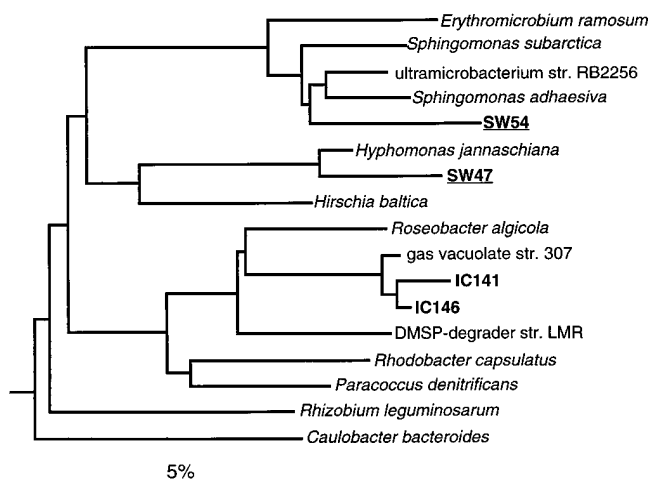 Erythromicrobium ramosum
Sphingomonas subarctica
ultramicrobacterium str. RB2256
Sphingomonas adhaesiva
SW54
Hyphomonas jannaschiana
SW47
Hirschia baltica
Roseobacter algicola
gas vacuolate str. 307
IC141
IC146
DMSP-degrader str. LMR
Rhodobacter capsulatus
Paracoccus denitrificans
Rhizobium leguminosarum
Caulobacter bacteroides
5%